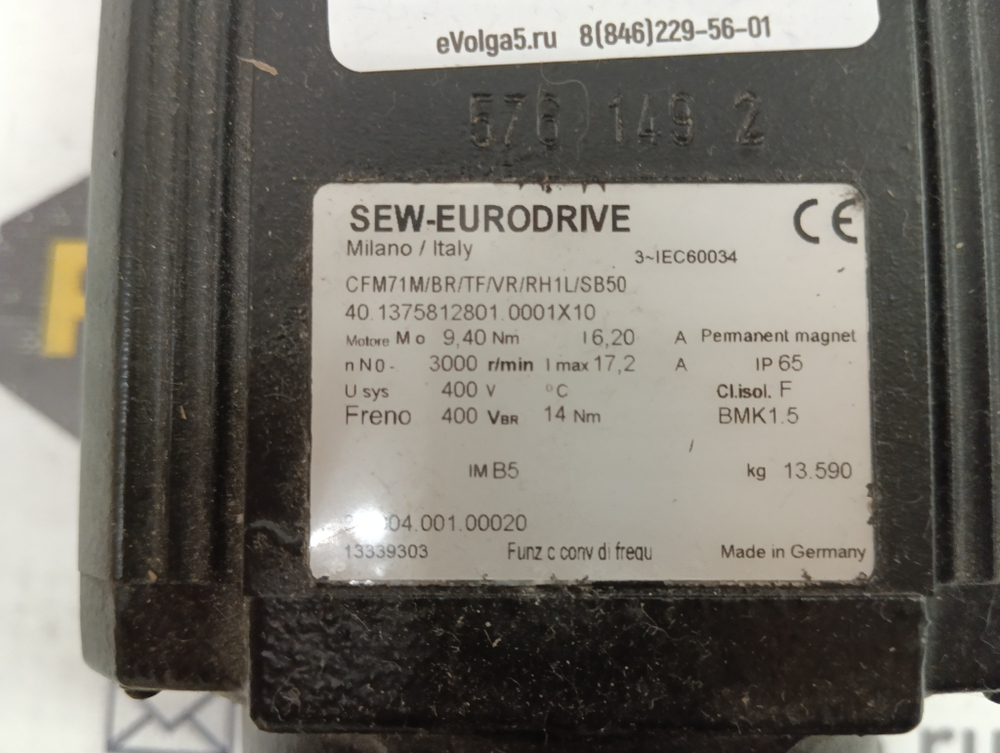 eVolga5.ru 8(846)229-56-01
576 149 2
SEW-EURODRIVE CE
Milano / Italy 3~IEC60034
CFM71M/BR/TF/VR/RH1L/SB50
40.1375812801.0001X10
Motore Mo 9,40 Nm I 6,20 A Permanent magnet
nN0- 3000 r/min I max 17,2 A IP 65
U sys 400 V °C Cl.isol. F
Freno 400 VBR 14 Nm BMK1.5
IM B5 kg 13.590
04.001.00020
13339303 Funz c conv di frequ Made in Germany